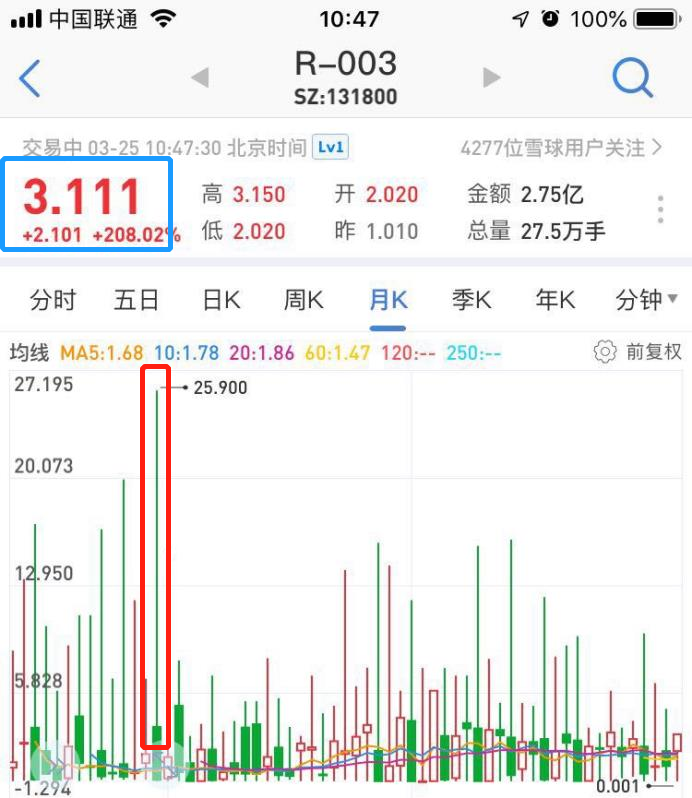 中国联通 10:47 100%
R-003
SZ:131800
交易中 03-25 10:47:30 北京时间 Lv1 4277位雪球用户关注
3.111 高 3.150 开 2.020 金额 2.75亿
+2.101 +208.02% 低 2.020 昨 1.010 总量 27.5万手
分时 五日 日K 周K 月K 季K 年K 分钟
均线 MA5:1.68 10:1.78 20:1.86 60:1.47 120:-- 250:-- 前复权
27.195
25.900
20.073
12.950
5.828
-1.294
0.001